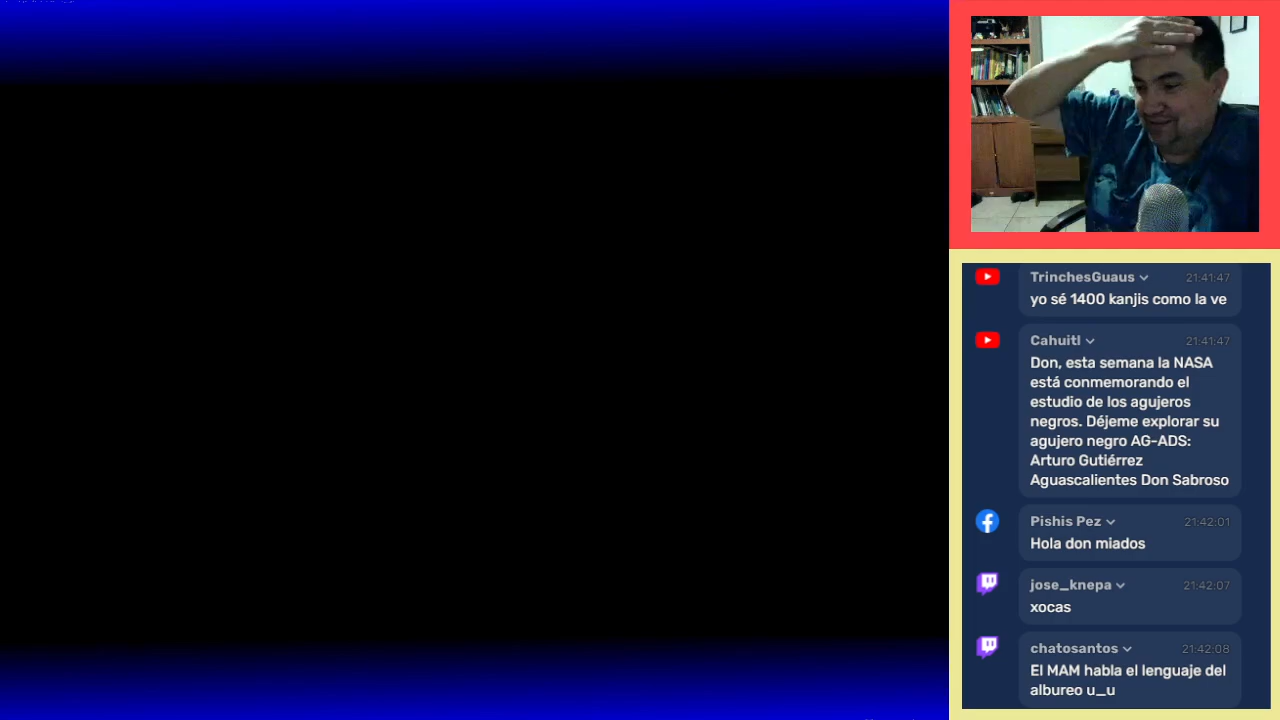 TrinchesGuaus
21:41:47
yo sé 1400 kanjis como la ve
Cahuitl
21:41:47
Don, esta semana la NASA
está conmemorando el
estudio de los agujeros
negros. Déjeme explorar su
agujero negro AG-ADS:
Arturo Gutiérrez
Aguascalientes Don Sabroso
Pishis Pez
21:42:01
Hola don miados
jose_knepa
21:42:07
xocas
chatosantos
21:42:08
El MAM habla el lenguaje del
albureo u_u